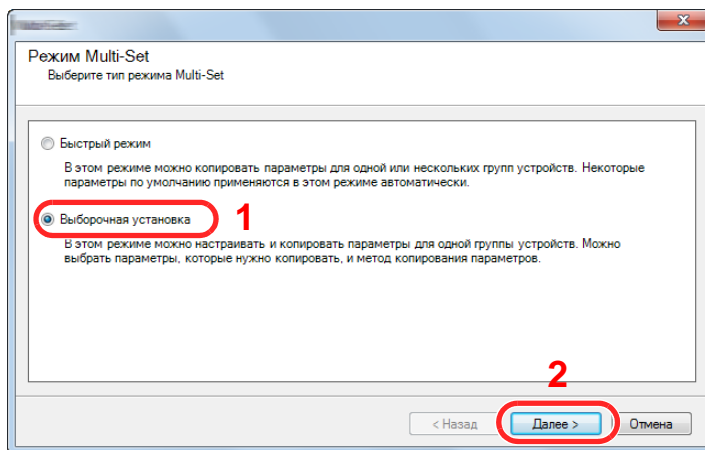 Режим Multi-Set
Выберите тип режима Multi-Set
Быстрый режим
В этом режиме можно копировать параметры для одной или нескольких групп устройств. Некоторые
параметры по умолчанию применяются в этом режиме автоматически.
Выборочная установка 1
В этом режиме можно настраивать и копировать параметры для одной группы устройств. Можно
выбрать параметры, которые нужно копировать, и метод копирования параметров.
2
< Назад Далее > Отмена